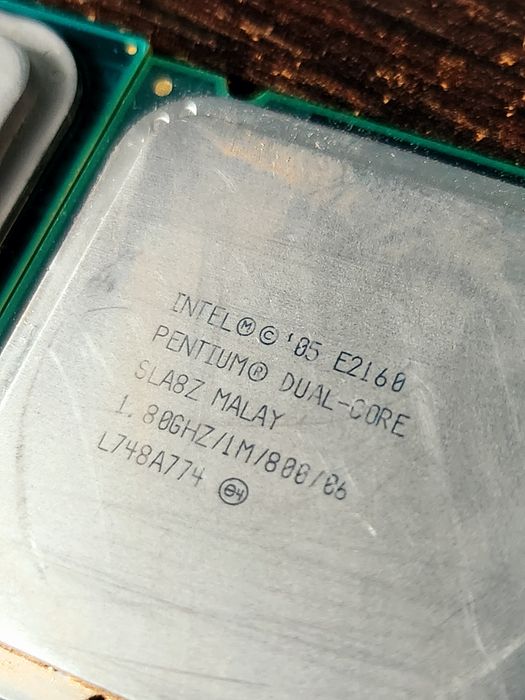 INTEL Ⓜ © '05 E2160
PENTIUM® DUAL-CORE
SLA8Z MALAY
1.80GHZ/1M/800/06
L748A774 e4